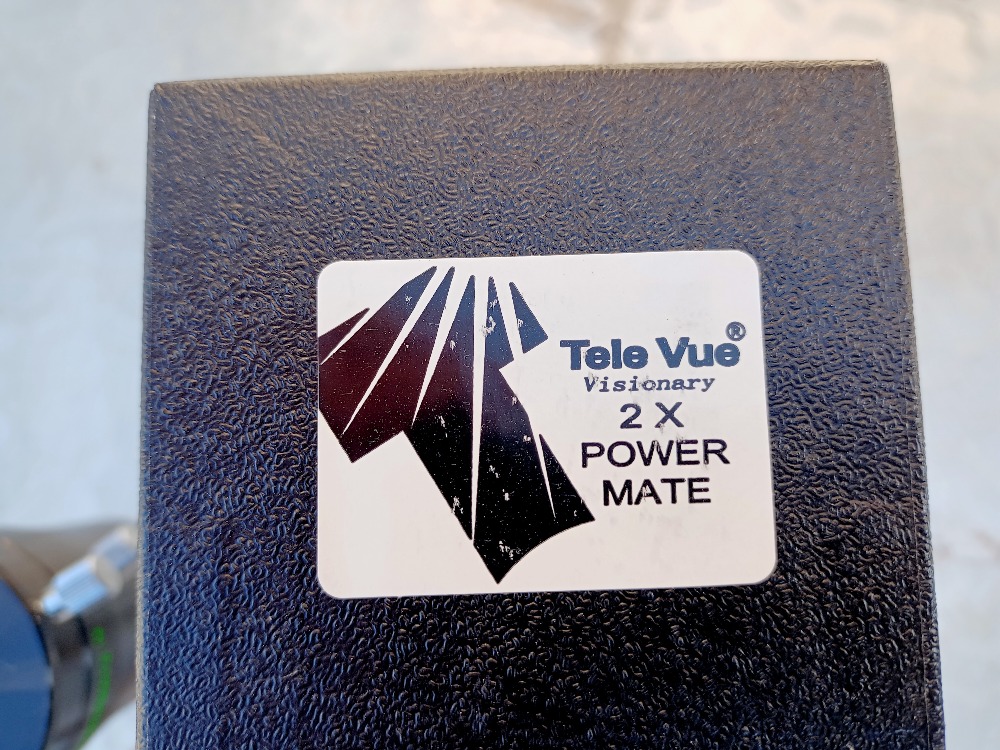 Tele Vue®
Visionary
2 X
POWER
MATE